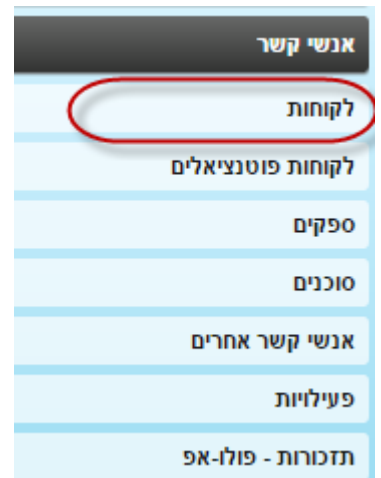 אנשי קשר
לקוחות
לקוחות פוטנציאלים
ספקים
סוכנים
אנשי קשר אחרים
פעילויות
תזכורות - פולו-אפ